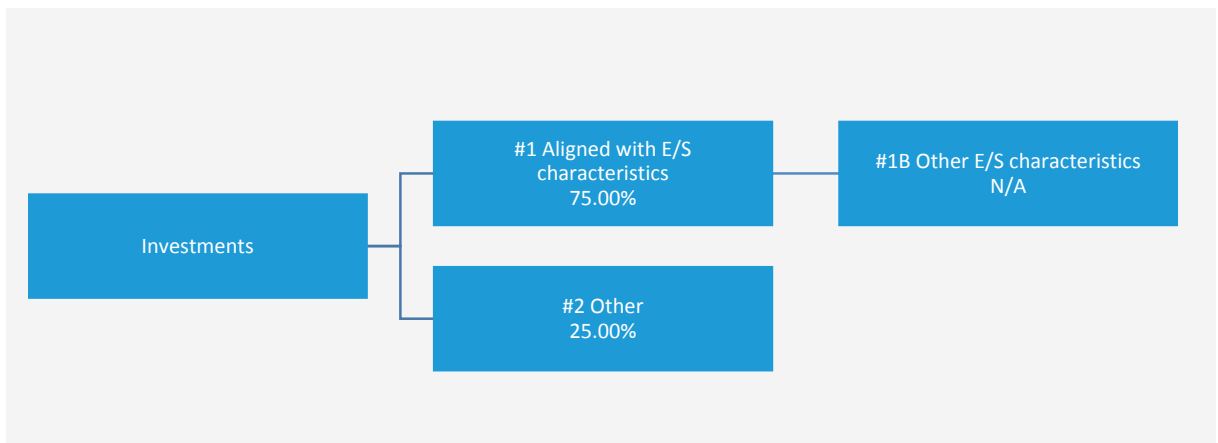 Investments
#1 Aligned with E/S
characteristics
75.00%
#1B Other E/S characteristics
N/A
#2 Other
25.00%